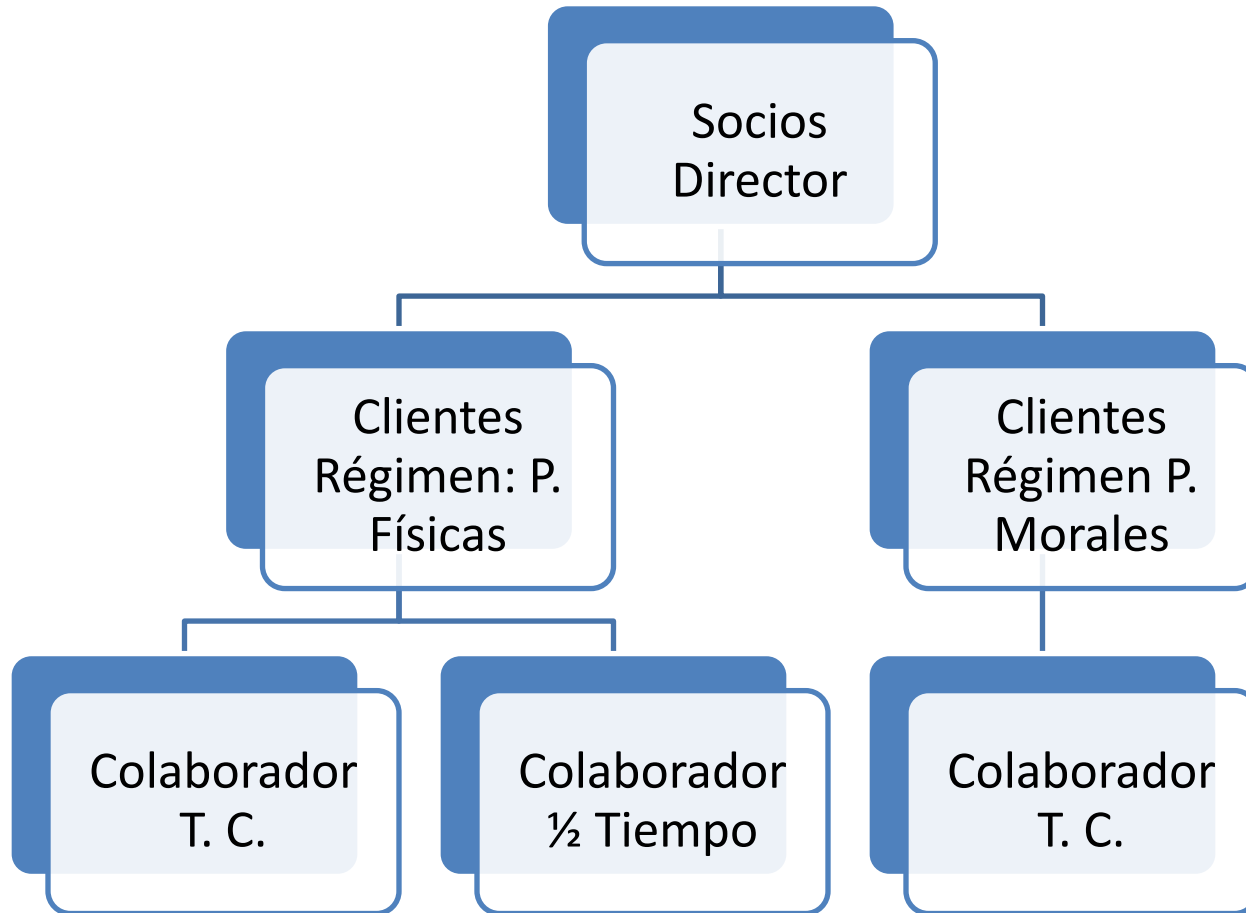 Socios
Director
Clientes
Régimen: P.
Físicas
Clientes
Régimen P.
Morales
Colaborador
T. C.
Colaborador
½ Tiempo
Colaborador
T. C.